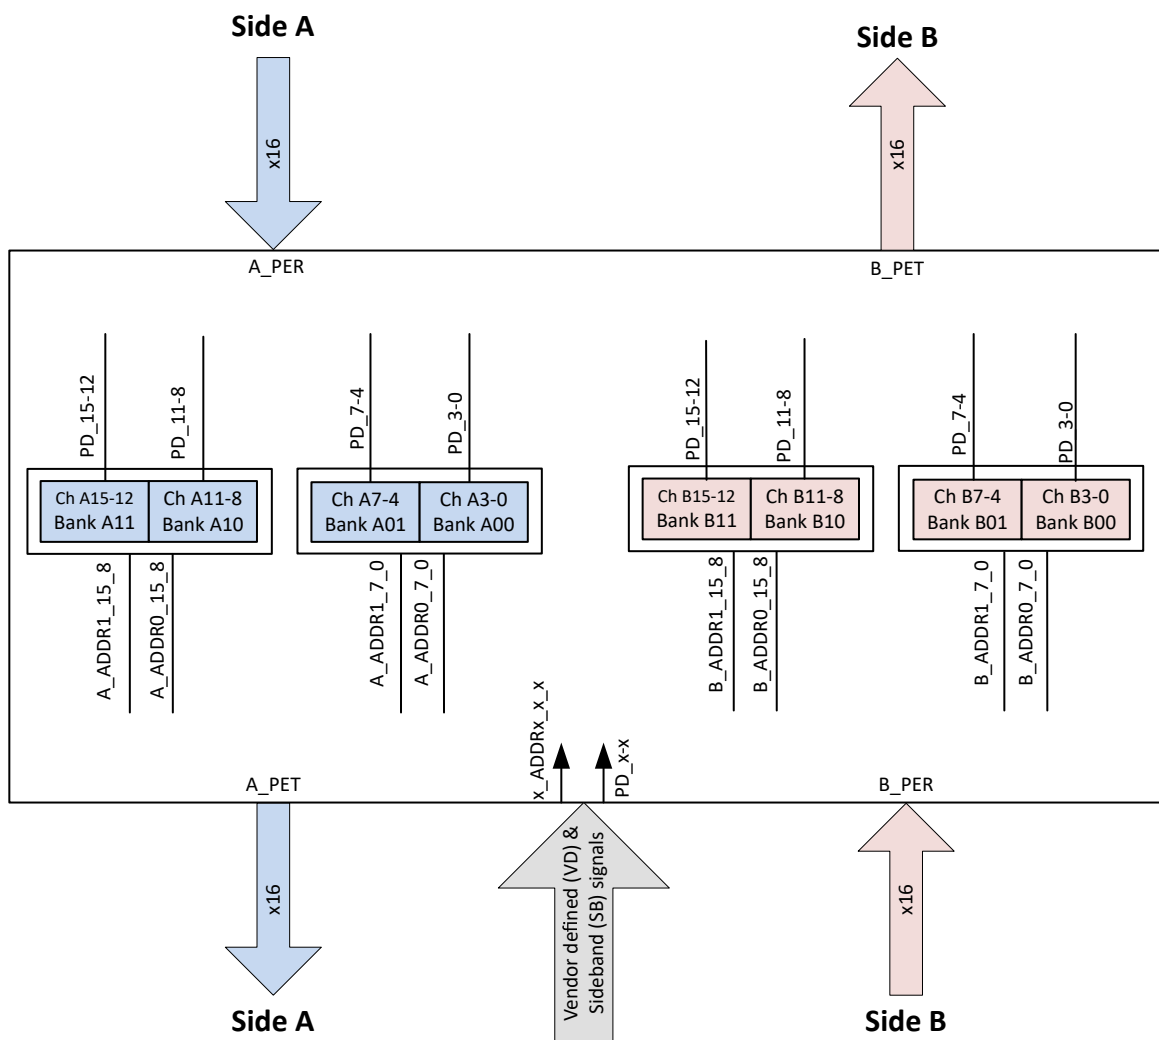 Side A
Side B
x16
x16
A_PER
B_PET
PD_15-12
PD_11-8
PD_7-4
PD_3-0
PD_15-12
PD_11-8
PD_7-4
PD_3-0
Ch A15-12
Bank A11
Ch A11-8
Bank A10
Ch A7-4
Bank A01
Ch A3-0
Bank A00
Ch B15-12
Bank B11
Ch B11-8
Bank B10
Ch B7-4
Bank B01
Ch B3-0
Bank B00
A_ADDR1_15_8
A_ADDR0_15_8
A_ADDR1_7_0
A_ADDR0_7_0
B_ADDR1_15_8
B_ADDR0_15_8
B_ADDR1_7_0
B_ADDR0_7_0
x_ADDRx_x_x
PD_x-x
A_PET
B_PER
x16
Vendor defined (VD) &
Sideband (SB) signals
x16
Side A
Side B